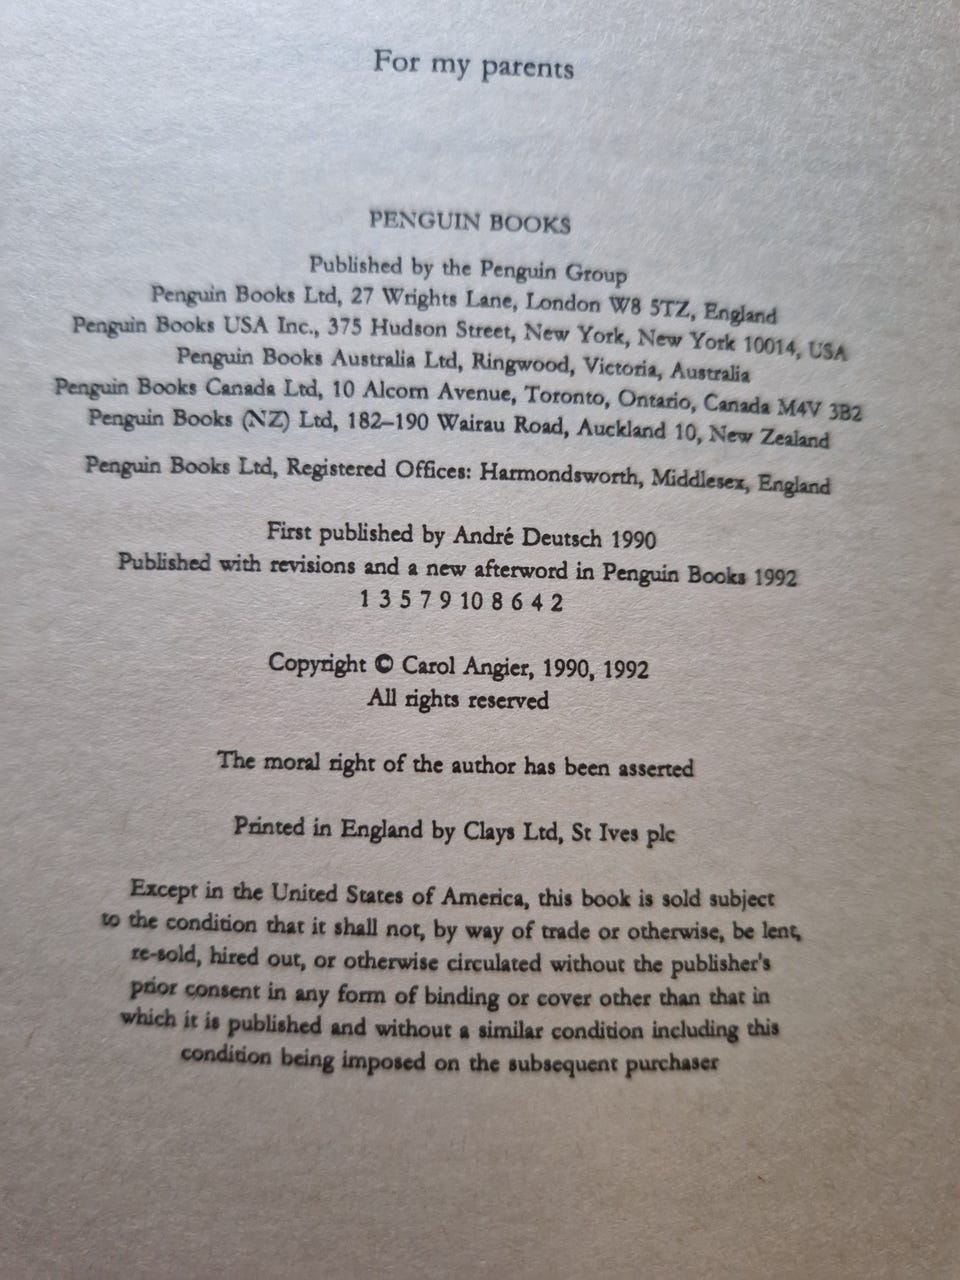 For my parents
PENGUIN BOOKS
Published by the Penguin Group
Penguin Books Ltd, 27 Wrights Lane, London W8 5TZ, England
Penguin Books USA Inc., 375 Hudson Street, New York, New York 10014, USA
Penguin Books Australia Ltd, Ringwood, Victoria, Australia
Penguin Books Canada Ltd, 10 Alcorn Avenue, Toronto, Ontario, Canada M4V 3B2
Penguin Books (NZ) Ltd, 182–190 Wairau Road, Auckland 10, New Zealand
Penguin Books Ltd, Registered Offices: Harmondsworth, Middlesex, England
First published by André Deutsch 1990
Published with revisions and a new afterword in Penguin Books 1992
1 3 5 7 9 10 8 6 4 2
Copyright © Carol Angier, 1990, 1992
All rights reserved
The moral right of the author has been asserted
Printed in England by Clays Ltd, St Ives plc
Except in the United States of America, this book is sold subject
to the condition that it shall not, by way of trade or otherwise, be lent,
re-sold, hired out, or otherwise circulated without the publisher's
prior consent in any form of binding or cover other than that in
which it is published and without a similar condition including this
condition being imposed on the subsequent purchaser